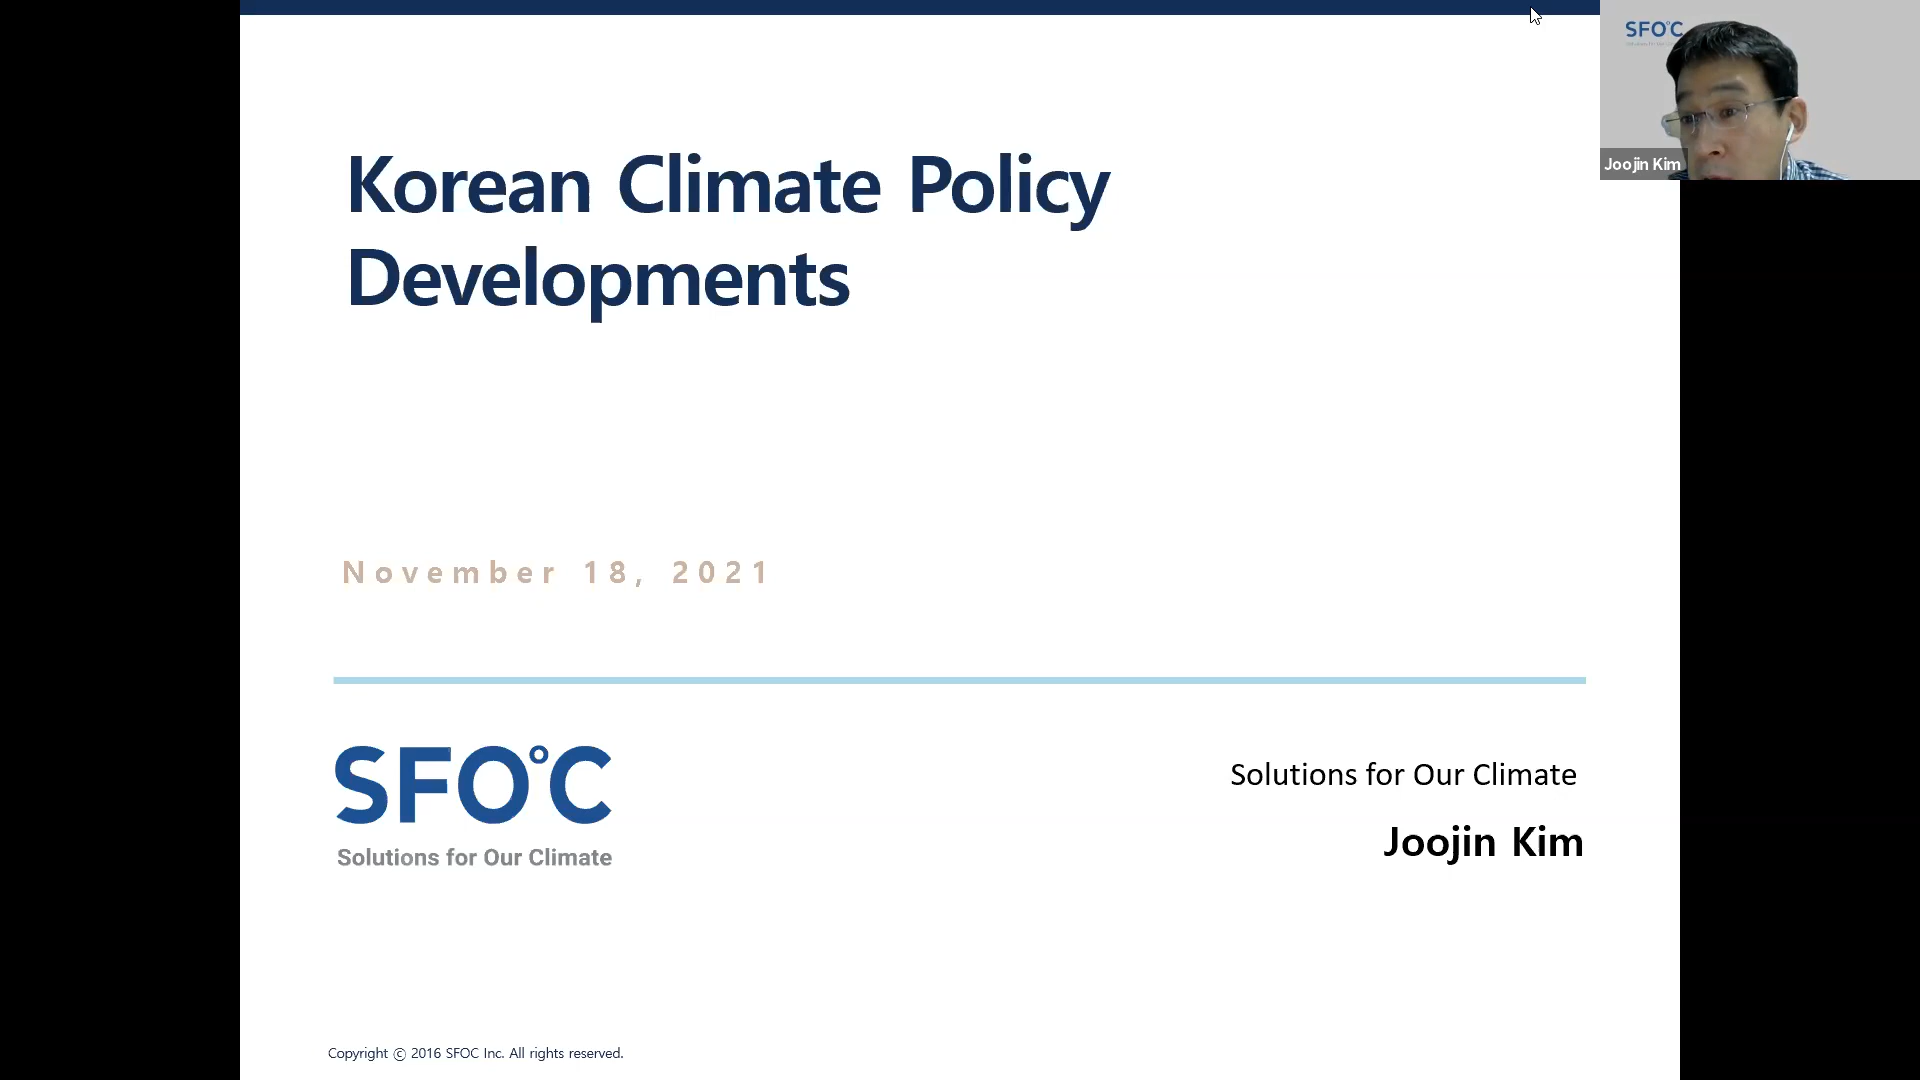 Korean Climate Policy
Developments
November 18, 2021
SFO°C
Solutions for Our Climate
Solutions for Our Climate
Joojin Kim
Copyright © 2016 SFOC Inc. All rights reserved.
SFO°C
Joojin Kim